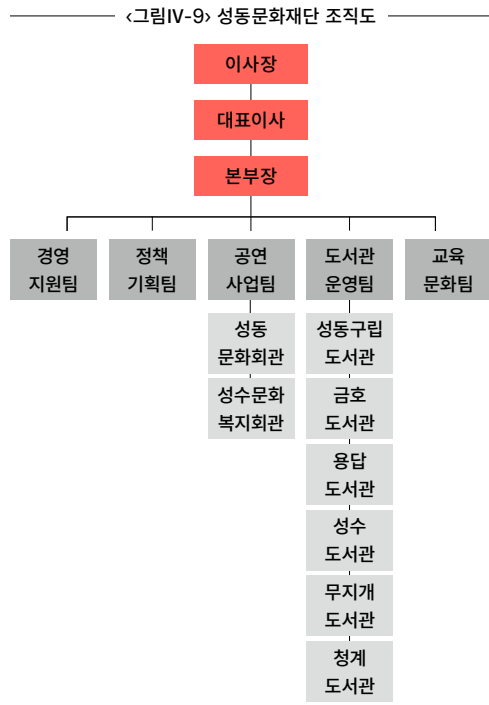 <그림Ⅳ-9> 성동문화재단 조직도
이사장
대표이사
본부장
경영
지원팀
정책
기획팀
공연
사업팀
도서관
운영팀
교육
문화팀
성동
문화회관
성수문화
복지회관
성동구립
도서관
금호
도서관
용답
도서관
성수
도서관
무지개
도서관
청계
도서관